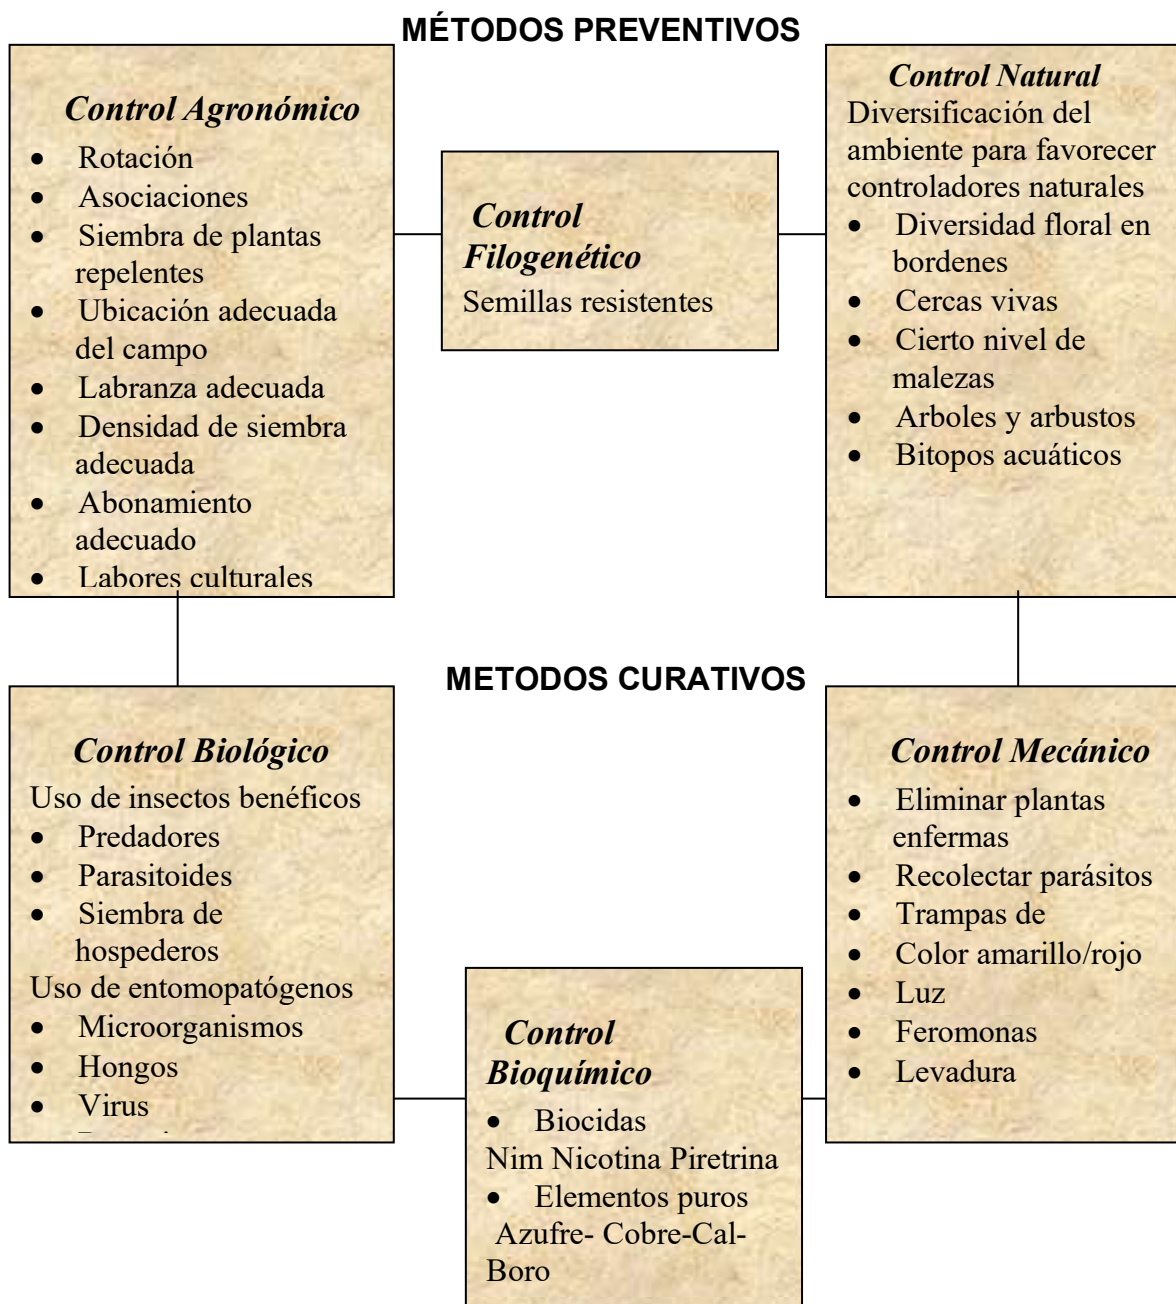 MÉTODOS PREVENTIVOS
Control Agronómico
• Rotación
• Asociaciones
• Siembra de plantas
repelentes
• Ubicación adecuada
del campo
• Labranza adecuada
• Densidad de siembra
adecuada
• Abonamiento
adecuado
• Labores culturales
Control
Filogenético
Semillas resistentes
Control Natural
Diversificación del
ambiente para favorecer
controladores naturales
• Diversidad floral en
bordenes
• Cercas vivas
• Cierto nivel de
malezas
• Arboles y arbustos
• Bitopos acuáticos
METODOS CURATIVOS
Control Biológico
Uso de insectos benéficos
• Predadores
• Parasitoides
• Siembra de
hospederos
Uso de entomopatógenos
• Microorganismos
• Hongos
• Virus
Control
Bioquímico
• Biocidas
Nim Nicotina Piretrina
• Elementos puros
Azufre- Cobre-Cal-
Boro
Control Mecánico
• Eliminar plantas
enfermas
• Recolectar parásitos
• Trampas de
• Color amarillo/rojo
• Luz
• Feromonas
• Levadura